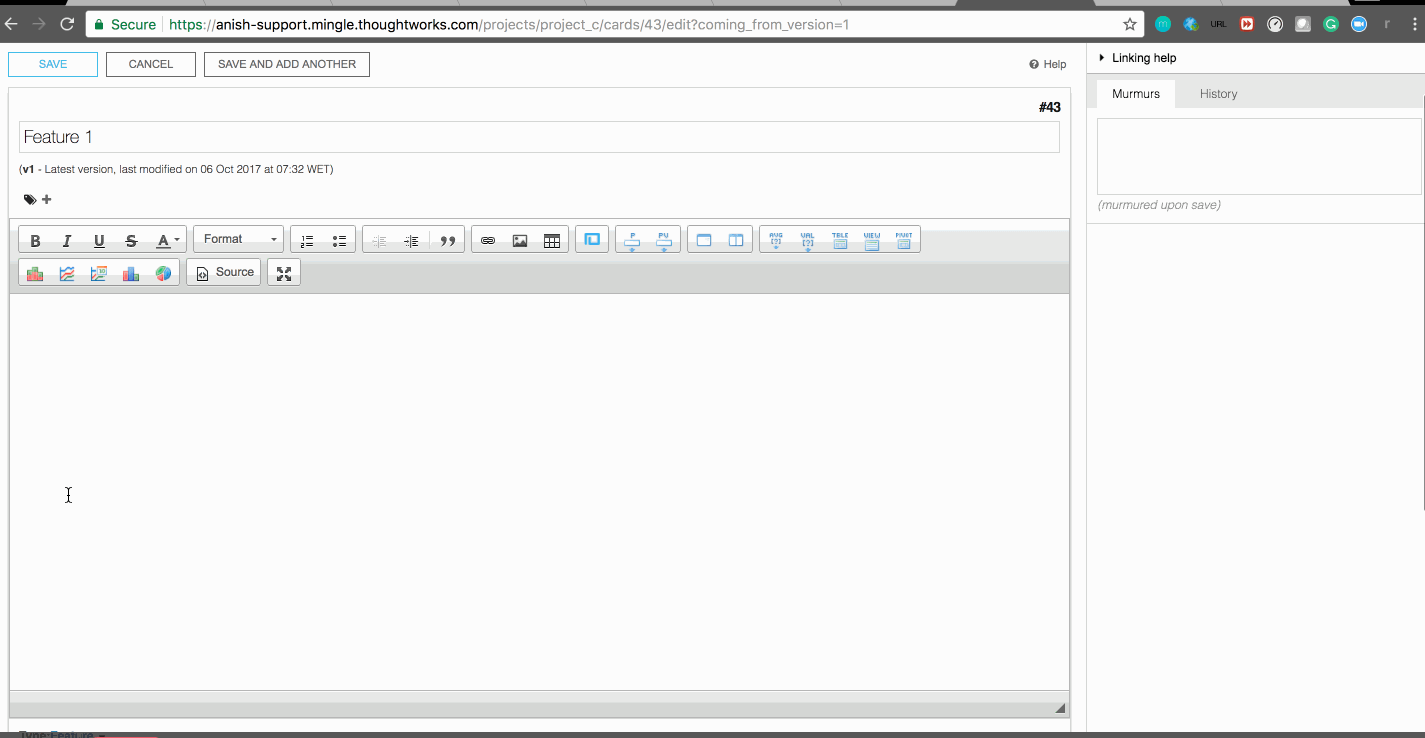 Secure https://anish-support.mingle.thoughtworks.com/projects/project_c/cards/43/edit?coming_from_version=1
URL
SAVE CANCEL SAVE AND ADD ANOTHER Help
Linking help
Murmurs History
#43
Feature 1
(v1 - Latest version, last modified on 06 Oct 2017 at 07:32 WET)
(murmured upon save)
B I U S A Format P PV AVG VAL TABLE VIEW PIVOT
Source
Type: Feature